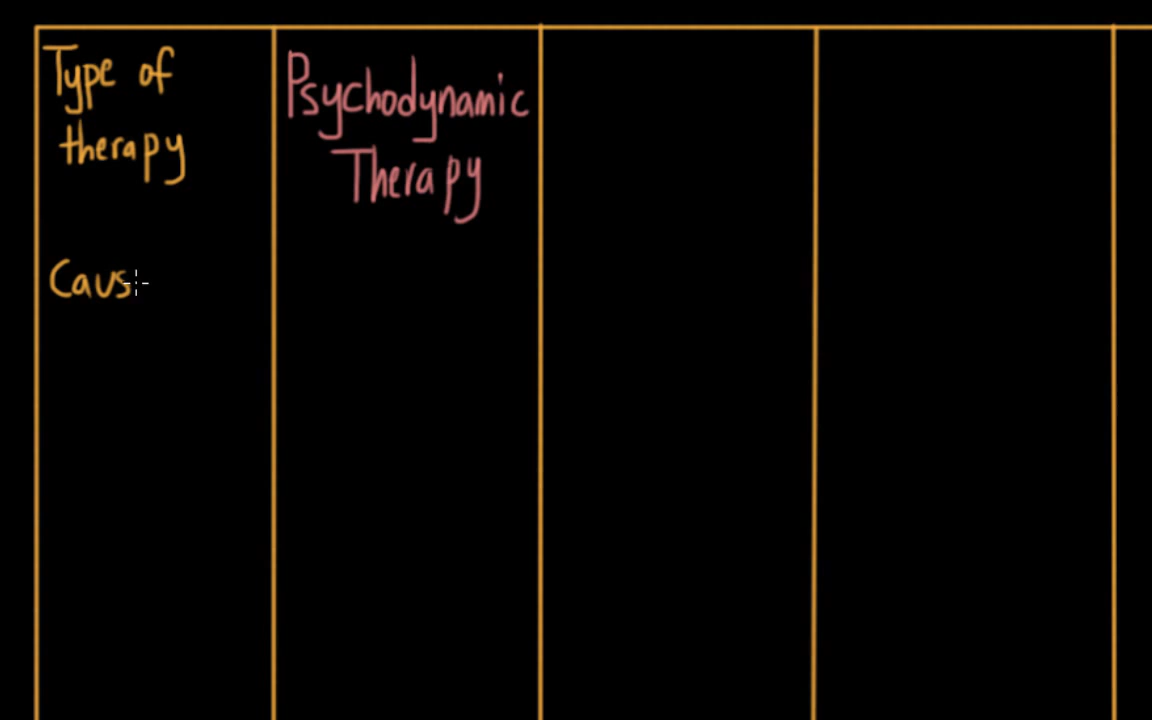 Type of
therapy
Psychodynamic
Therapy
Caus